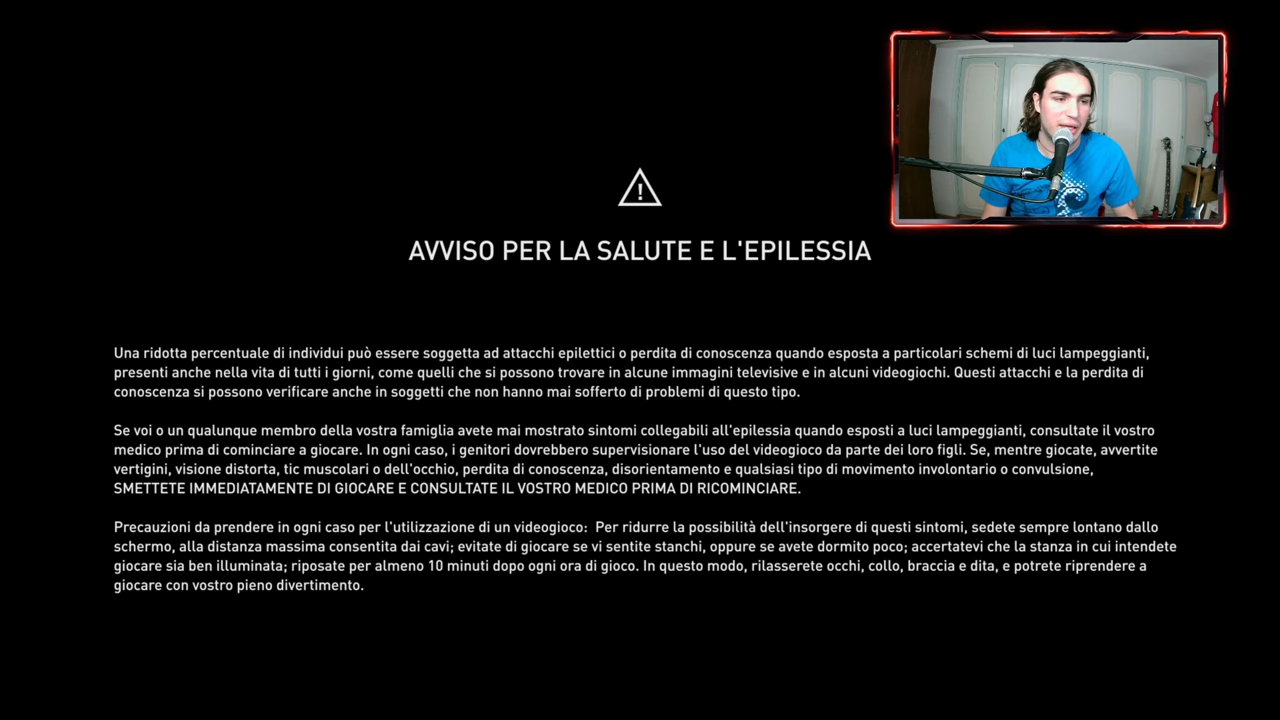 AVVISO PER LA SALUTE E L'EPILESSIA
Una ridotta percentuale di individui può essere soggetta ad attacchi epilettici o perdita di conoscenza quando esposta a particolari schemi di luci lampeggianti,
presenti anche nella vita di tutti i giorni, come quelli che si possono trovare in alcune immagini televisive e in alcuni videogiochi. Questi attacchi e la perdita di
conoscenza si possono verificare anche in soggetti che non hanno mai sofferto di problemi di questo tipo.
Se voi o un qualunque membro della vostra famiglia avete mai mostrato sintomi collegabili all'epilessia quando esposti a luci lampeggianti, consultate il vostro
medico prima di cominciare a giocare. In ogni caso, i genitori dovrebbero supervisionare l'uso del videogioco da parte dei loro figli. Se, mentre giocate, avvertite
vertigini, visione distorta, tic muscolari o dell'occhio, perdita di conoscenza, disorientamento e qualsiasi tipo di movimento involontario o convulsione,
SMETTETE IMMEDIATAMENTE DI GIOCARE E CONSULTATE IL VOSTRO MEDICO PRIMA DI RICOMINCIARE.
Precauzioni da prendere in ogni caso per l'utilizzazione di un videogioco:  Per ridurre la possibilità dell'insorgere di questi sintomi, sedete sempre lontano dallo
schermo, alla distanza massima consentita dai cavi; evitate di giocare se vi sentite stanchi, oppure se avete dormito poco; accertatevi che la stanza in cui intendete
giocare sia ben illuminata; riposate per almeno 10 minuti dopo ogni ora di gioco. In questo modo, rilasserete occhi, collo, braccia e dita, e potrete riprendere a
giocare con vostro pieno divertimento.